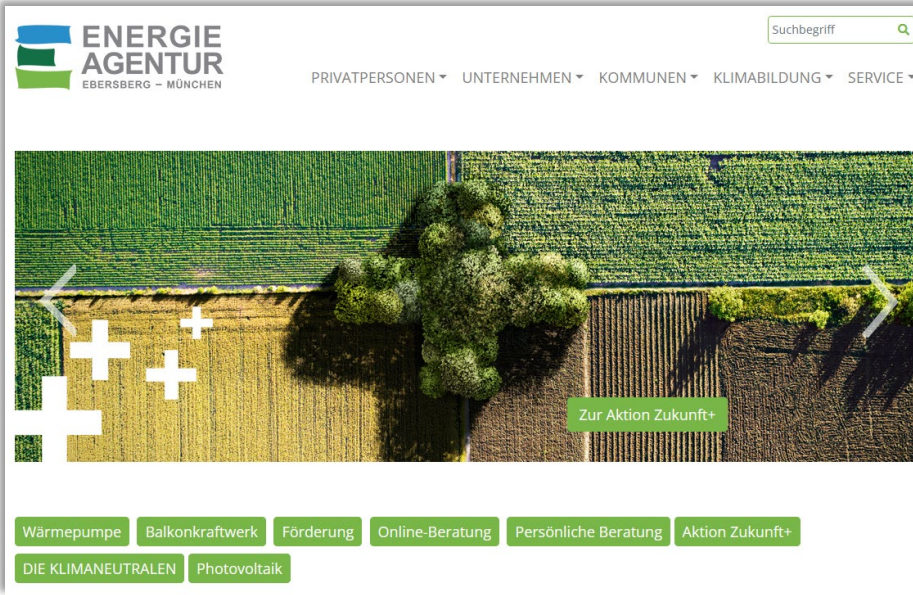 ENERGIE
AGENTUR
EBERSBERG – MÜNCHEN
Suchbegriff
PRIVATPERSONEN UNTERNEHMEN KOMMUNEN KLIMABILDUNG SERVICE
Zur Aktion Zukunft+
Wärmepumpe Balkonkraftwerk Förderung Online-Beratung Persönliche Beratung Aktion Zukunft+
DIE KLIMANEUTRALEN Photovoltaik